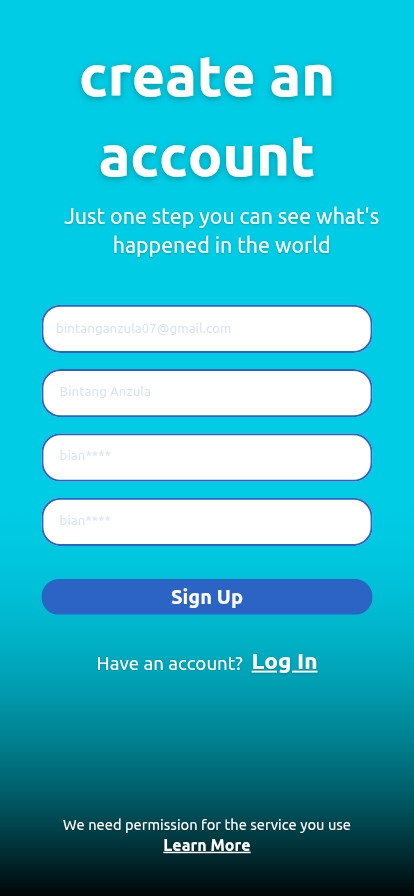 create an
account
Just one step you can see what's
happened in the world
bintanganzula07@gmail.com
Bintang Anzula
bian****
bian****
Sign Up
Have an account? Log In
We need permission for the service you use
Learn More